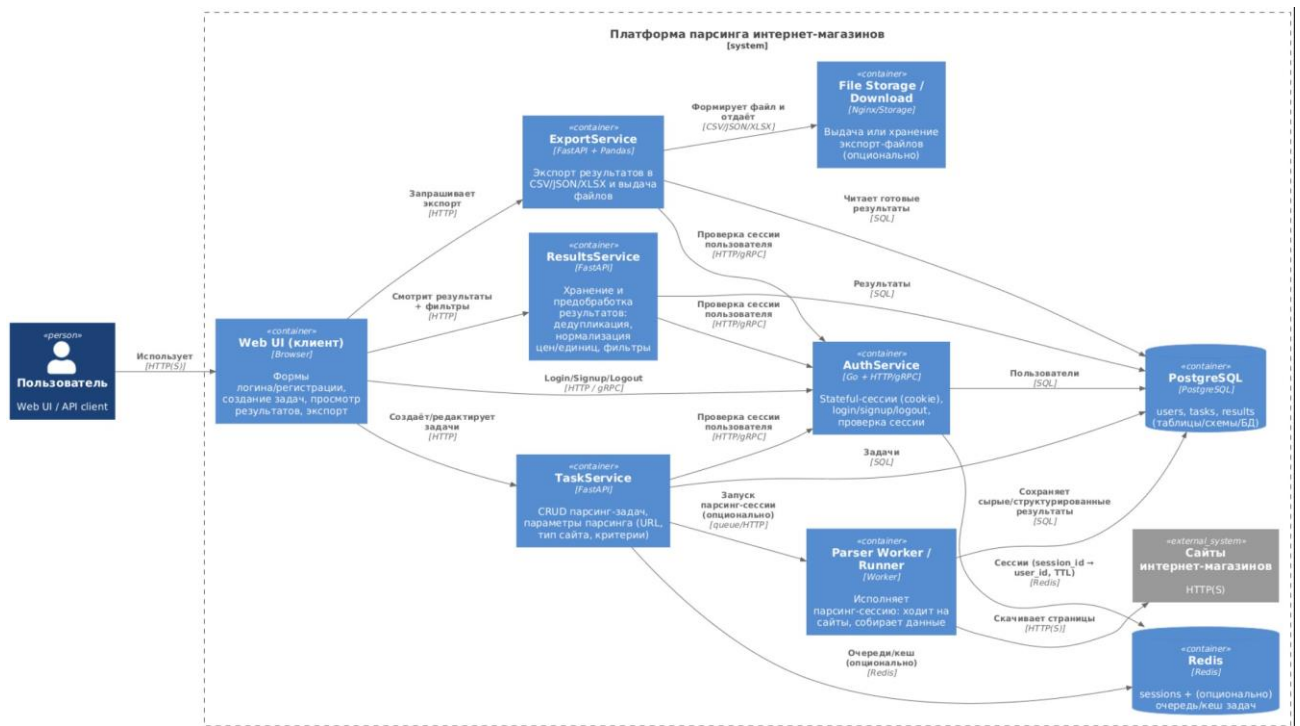 Платформа парсинга интернет-магазинов
[system]
«container»
File Storage /
Download
[Nginx/Storage]
Выдача или хранение
экспорт-файлов
(опционально)
Формирует файл и
отдаёт
[CSV/JSON/XLSX]
«container»
ExportService
[FastAPI + Pandas]
Экспорт результатов в
CSV/JSON/XLSX и выдача
файлов
Запрашивает
экспорт
[HTTP]
Читает готовые
результаты
[SQL]
Проверка сессии
пользователя
[HTTP/gRPC]
«container»
ResultsService
[FastAPI]
Хранение и
предобработка
результатов:
дедупликация,
нормализация
цен/единиц, фильтры
Смотрит результаты
+ фильтры
[HTTP]
Результаты
[SQL]
Проверка сессии
пользователя
[HTTP/gRPC]
«person»
Пользователь
Web UI / API client
Использует
[HTTP(S)]
«container»
Web UI (клиент)
[Browser]
Формы
логина/регистрации,
создание задач, просмотр
результатов, экспорт
Login/Signup/Logout
[HTTP / gRPC]
«container»
AuthService
[Go + HTTP/gRPC]
Stateful-сессии (cookie),
login/signup/logout,
проверка сессии
Пользователи
[SQL]
«container»
PostgreSQL
[PostgreSQL]
users, tasks, results
(таблицы/схемы/БД)
Создаёт/редактирует
задачи
[HTTP]
Проверка сессии
пользователя
[HTTP/gRPC]
Задачи
[SQL]
«container»
TaskService
[FastAPI]
CRUD парсинг-задач,
параметры парсинга (URL,
тип сайта, критерии)
Запуск
парсинг-сессии
(опционально)
[queue/HTTP]
Сохраняет
сырые/структурированные
результаты
[SQL]
«container»
Parser Worker /
Runner
[Worker]
Исполняет
парсинг-сессию: ходит на
сайты, собирает данные
Сессии (session_id →
user_id, TTL)
[Redis]
«external_system»
Сайты
интернет-магазинов
HTTP(S)
Скачивает страницы
[HTTP(S)]
Очереди/кеш
(опционально)
[Redis]
«container»
Redis
[Redis]
sessions + (опционально)
очередь/кеш задач